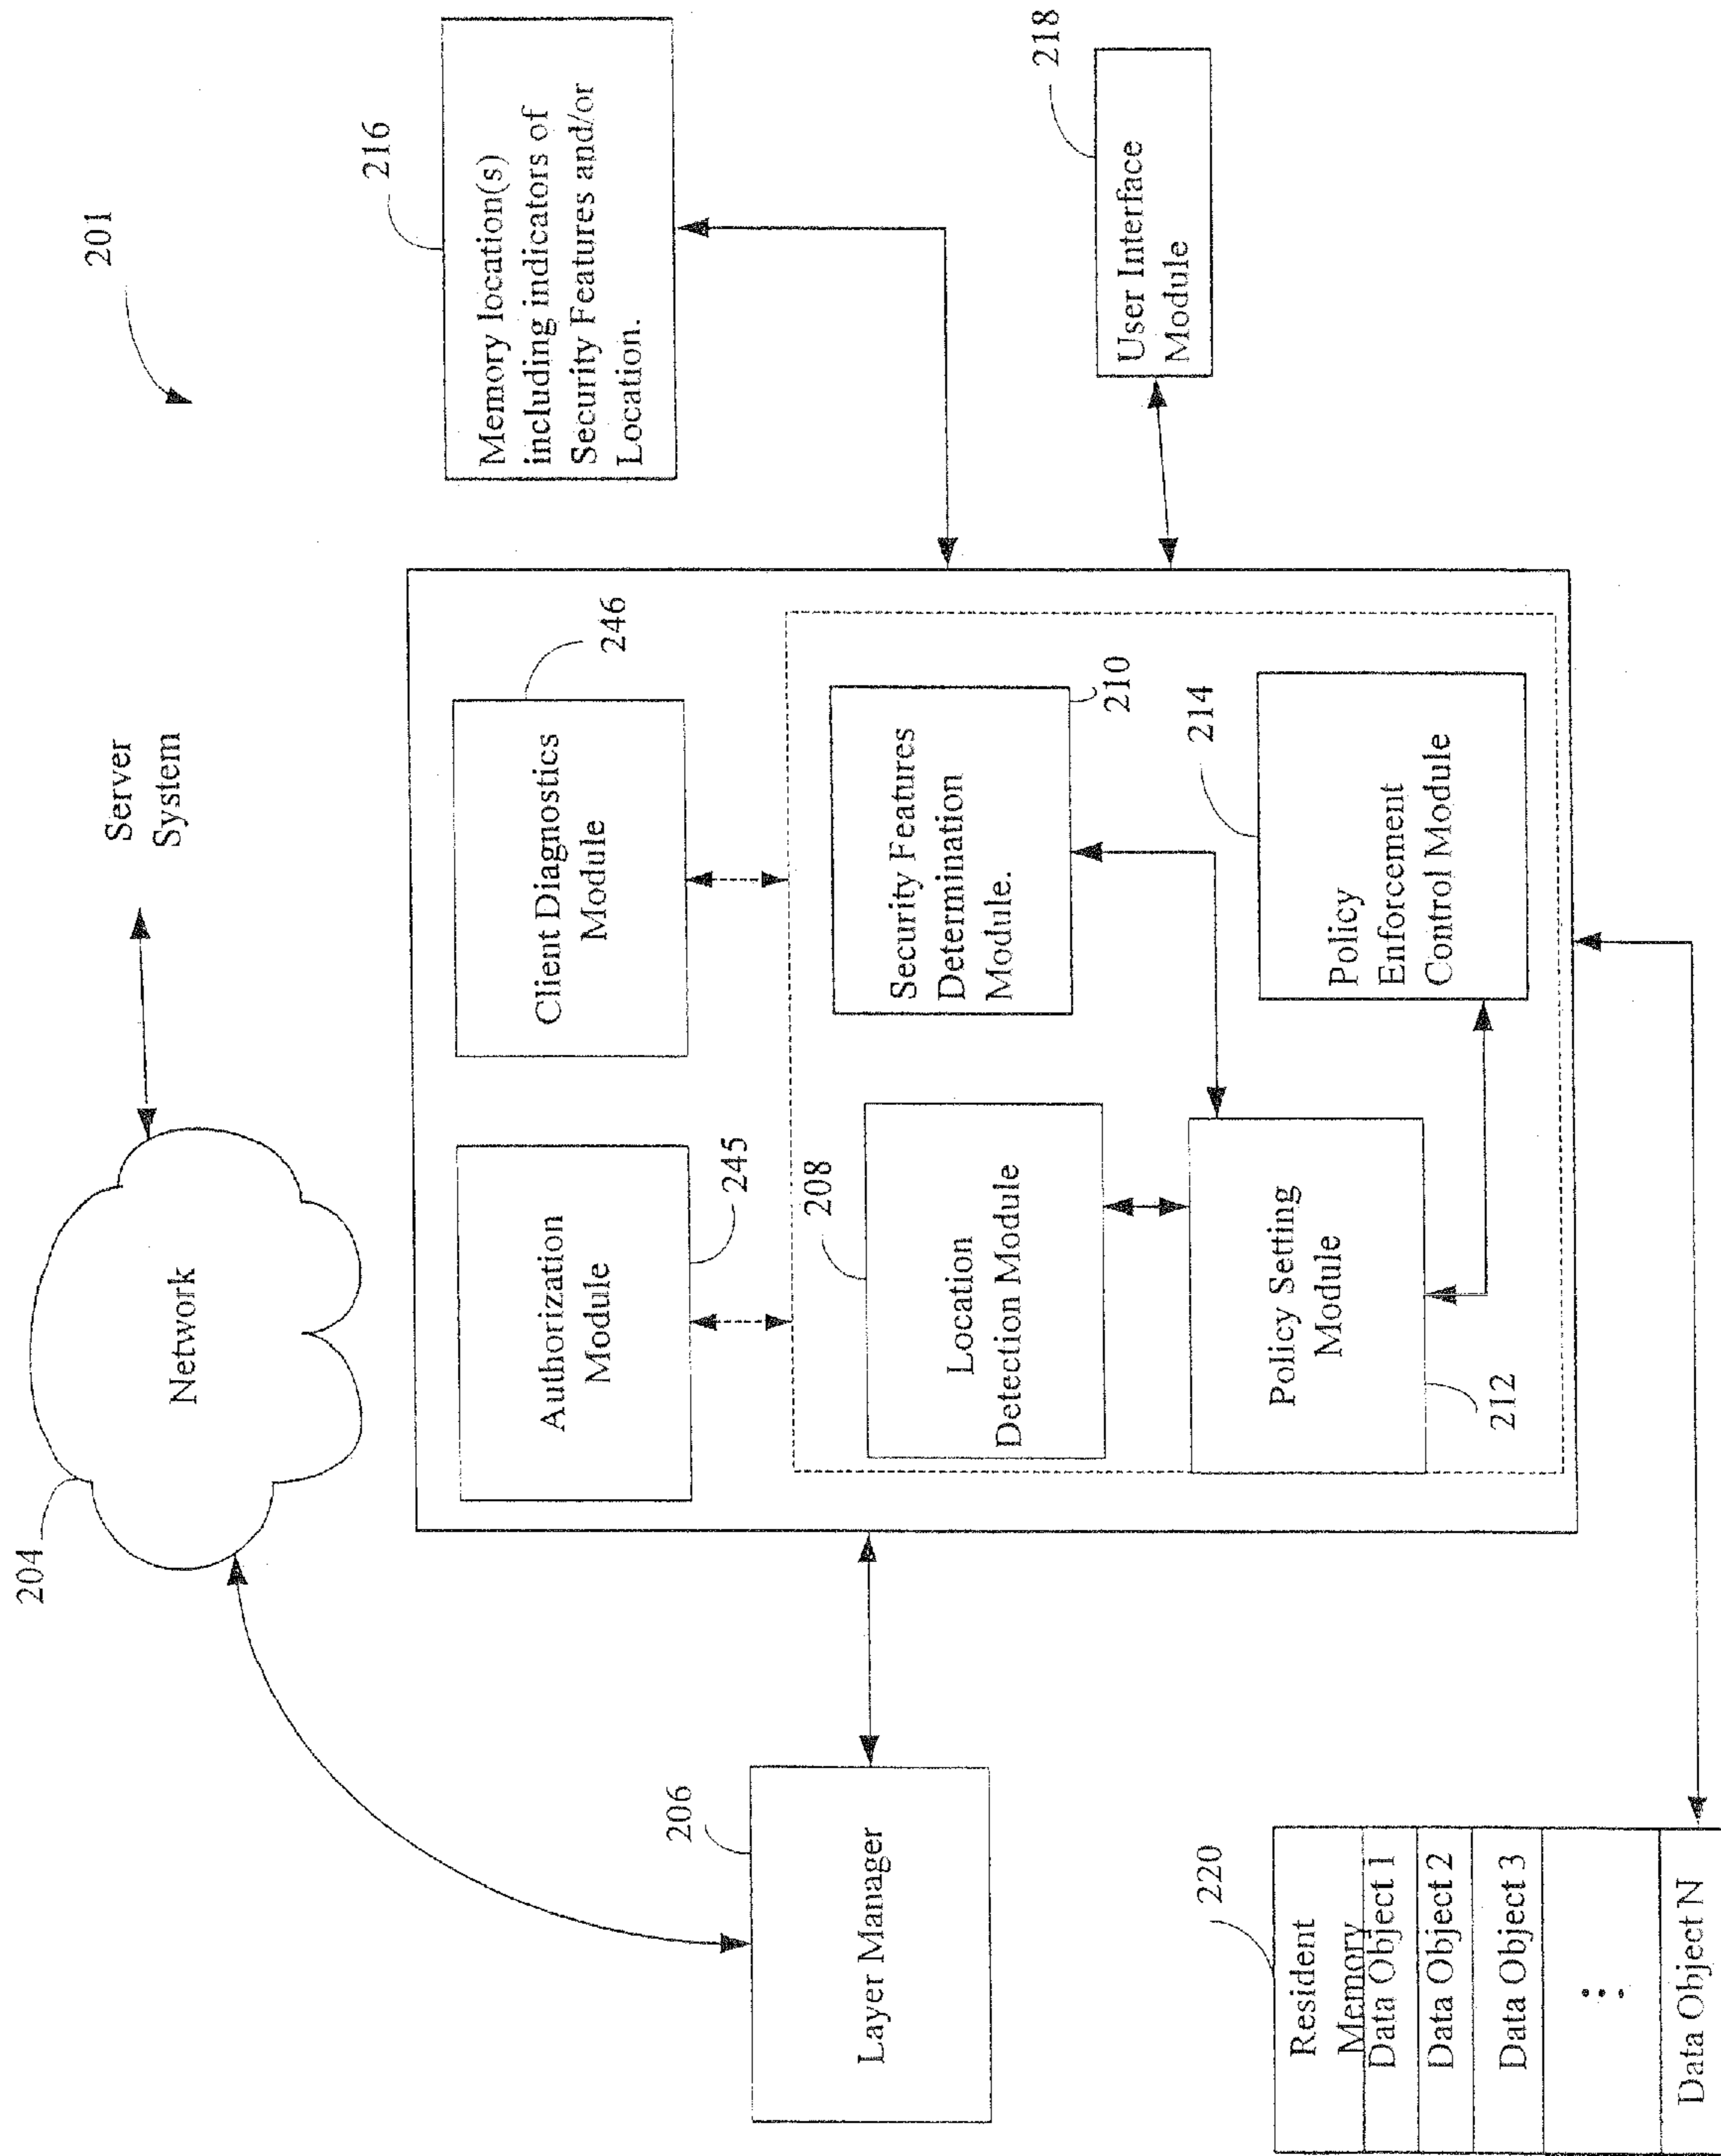 201
Server
System
204
Network
216
Memory location(s)
including indicators of
Security Features and/or
Location.
218
User Interface
Module
Authorization
Module
245
Client Diagnostics
Module
246
208
Location
Detection Module
Security Features
Determination
Module.
210
Policy Setting
Module
212
Policy
Enforcement
Control Module
214
206
Layer Manager
220
Resident
Memory
Data Object 1
Data Object 2
Data Object 3
...
Data Object N